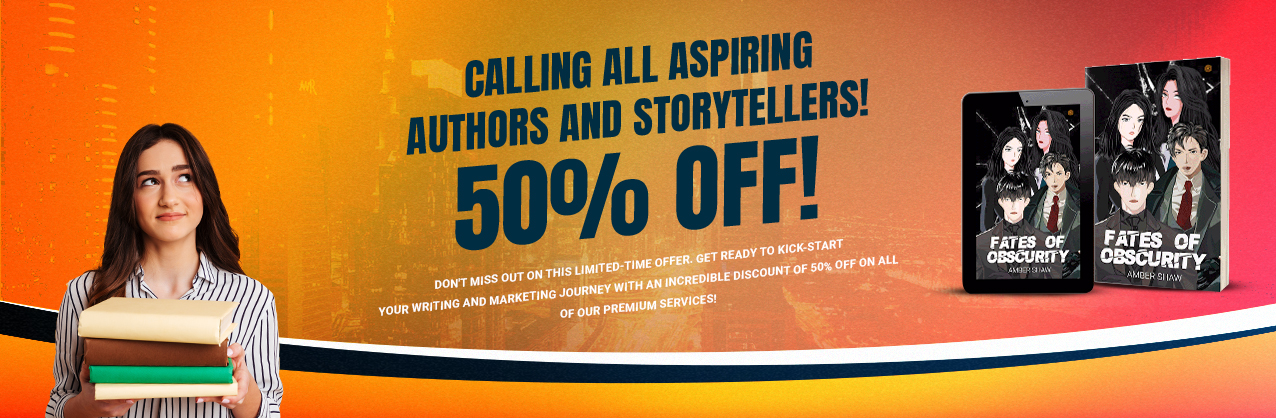 CALLING ALL ASPIRING
AUTHORS AND STORYTELLERS!
50% OFF!
DON'T MISS OUT ON THIS LIMITED-TIME OFFER. GET READY TO KICK-START
YOUR WRITING AND MARKETING JOURNEY WITH AN INCREDIBLE DISCOUNT OF 50% OFF ON ALL
OF OUR PREMIUM SERVICES!
FATES OF
OBSCURITY
AMBER SHAW
FATES OF
OBSCURITY
AMBER SHAW